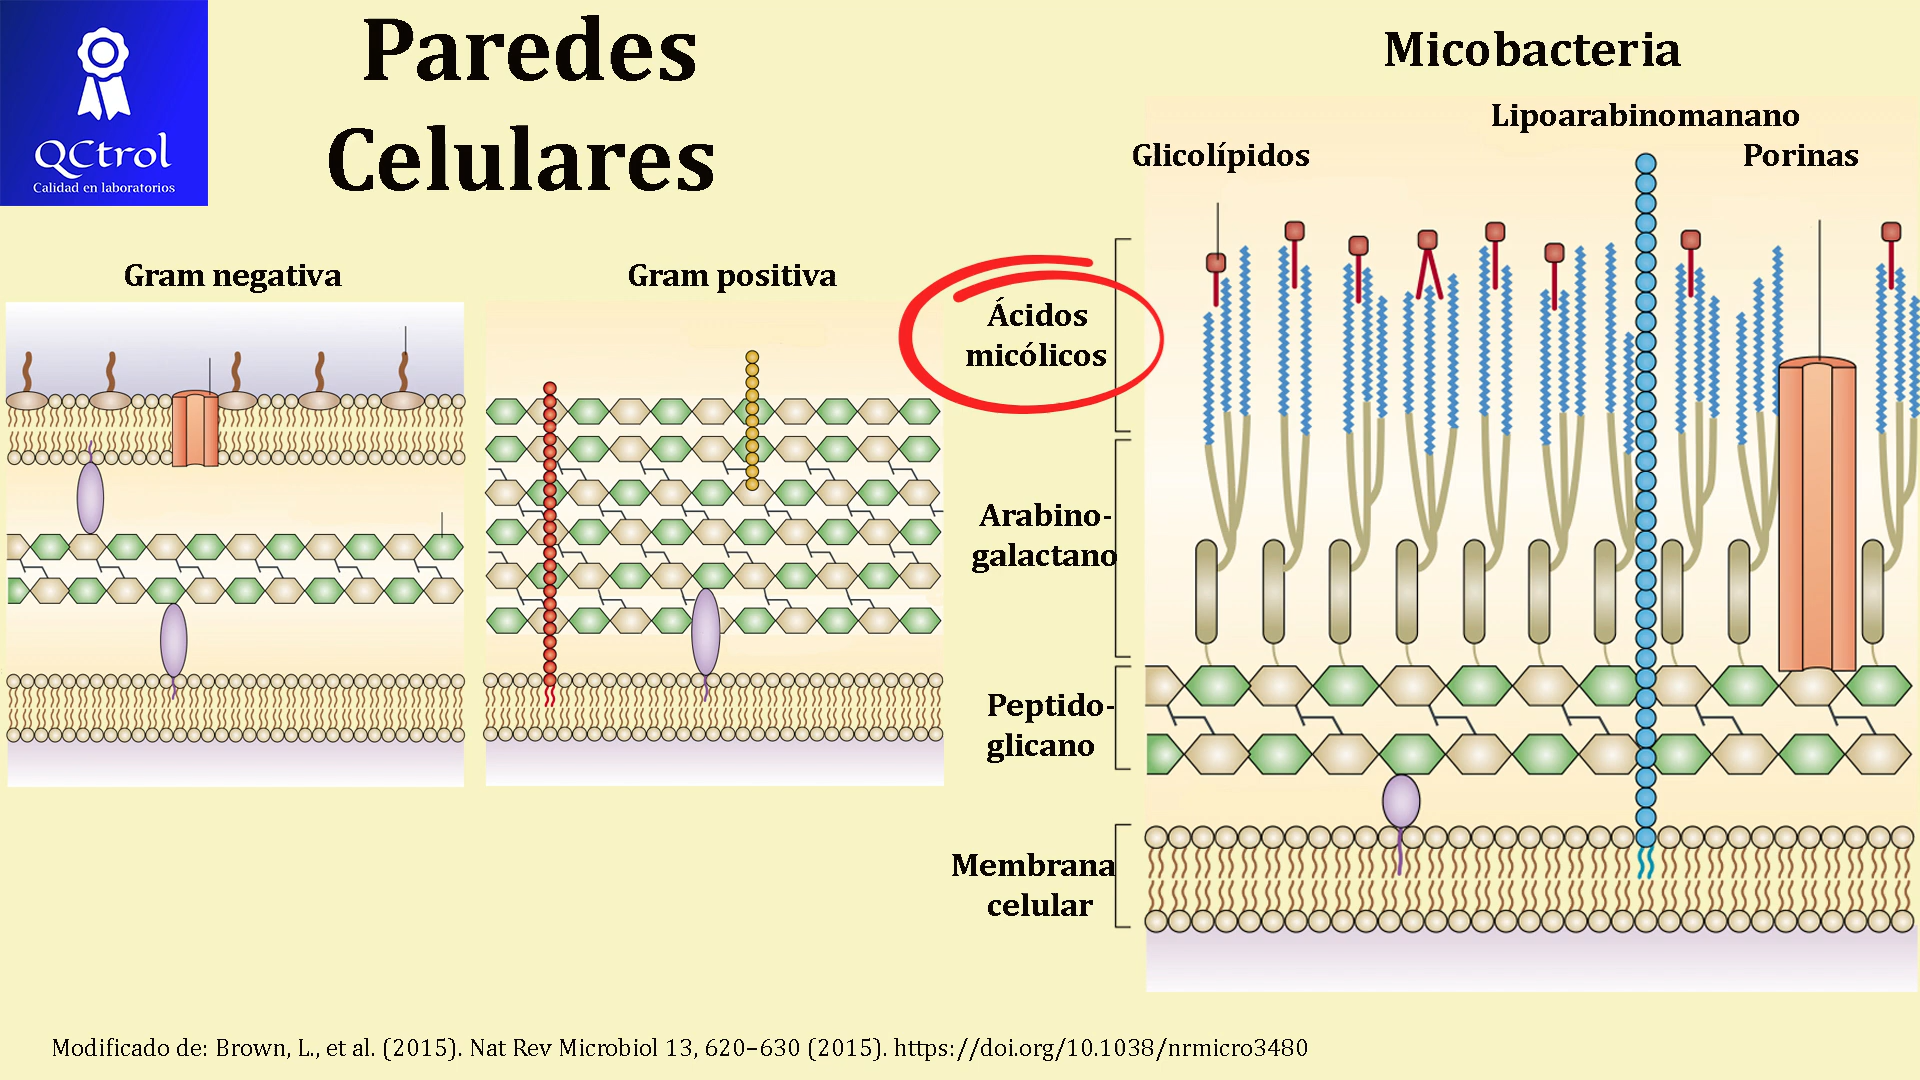 QCtrol
Calidad en laboratorios
Paredes
Celulares
Gram negativa
Gram positiva
Micobacteria
Lipoarabinomanano
Glicolípidos
Porinas
Ácidos
micólicos
Arabino-
galactano
Peptido-
glicano
Membrana
celular
Modificado de: Brown, L., et al. (2015). Nat Rev Microbiol 13, 620–630 (2015). https://doi.org/10.1038/nrmicro3480